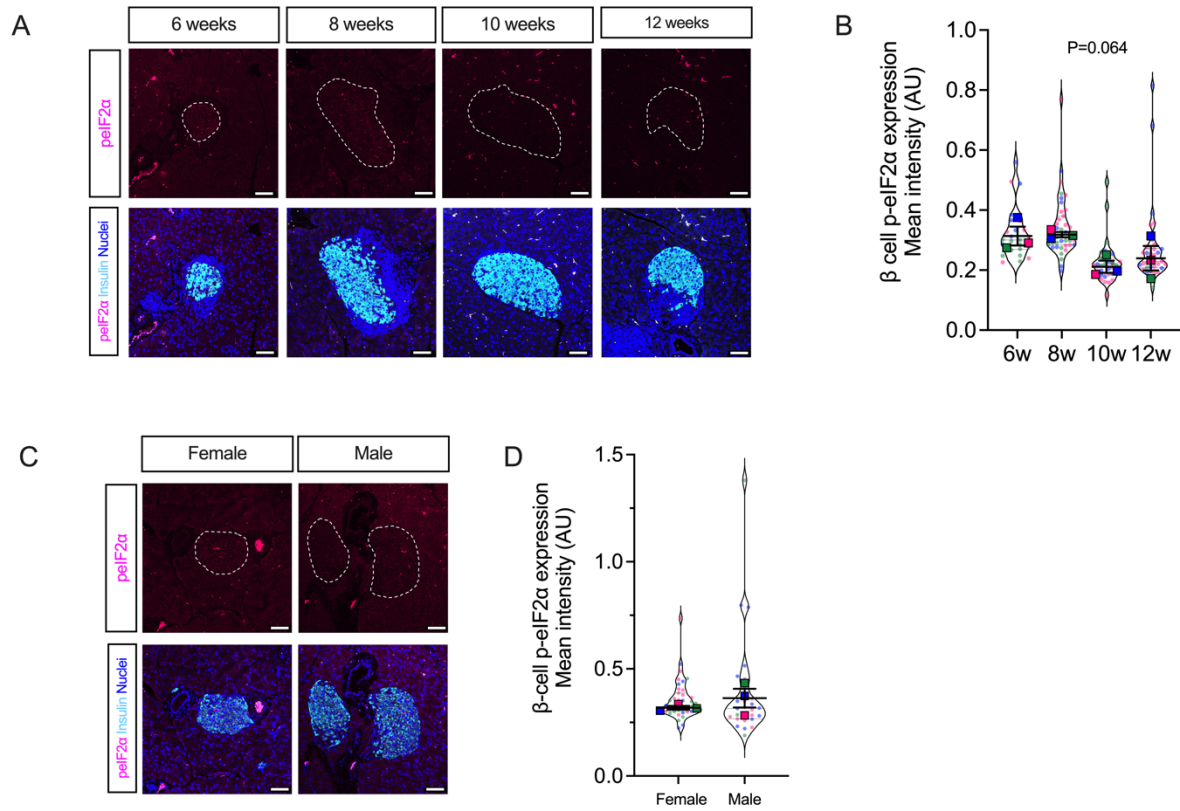 A
6 weeks
8 weeks
10 weeks
12 weeks
peIF2α
peIF2α Insulin Nuclei
B
β cell p-eIF2α expression
Mean intensity (AU)
P=0.064
1.0
0.8
0.6
0.4
0.2
0.0
6w 8w 10w 12w
C
Female
Male
peIF2α
peIF2α Insulin Nuclei
D
β-cell p-eIF2α expression
Mean intensity (AU)
1.5
1.0
0.5
0.0
Female Male